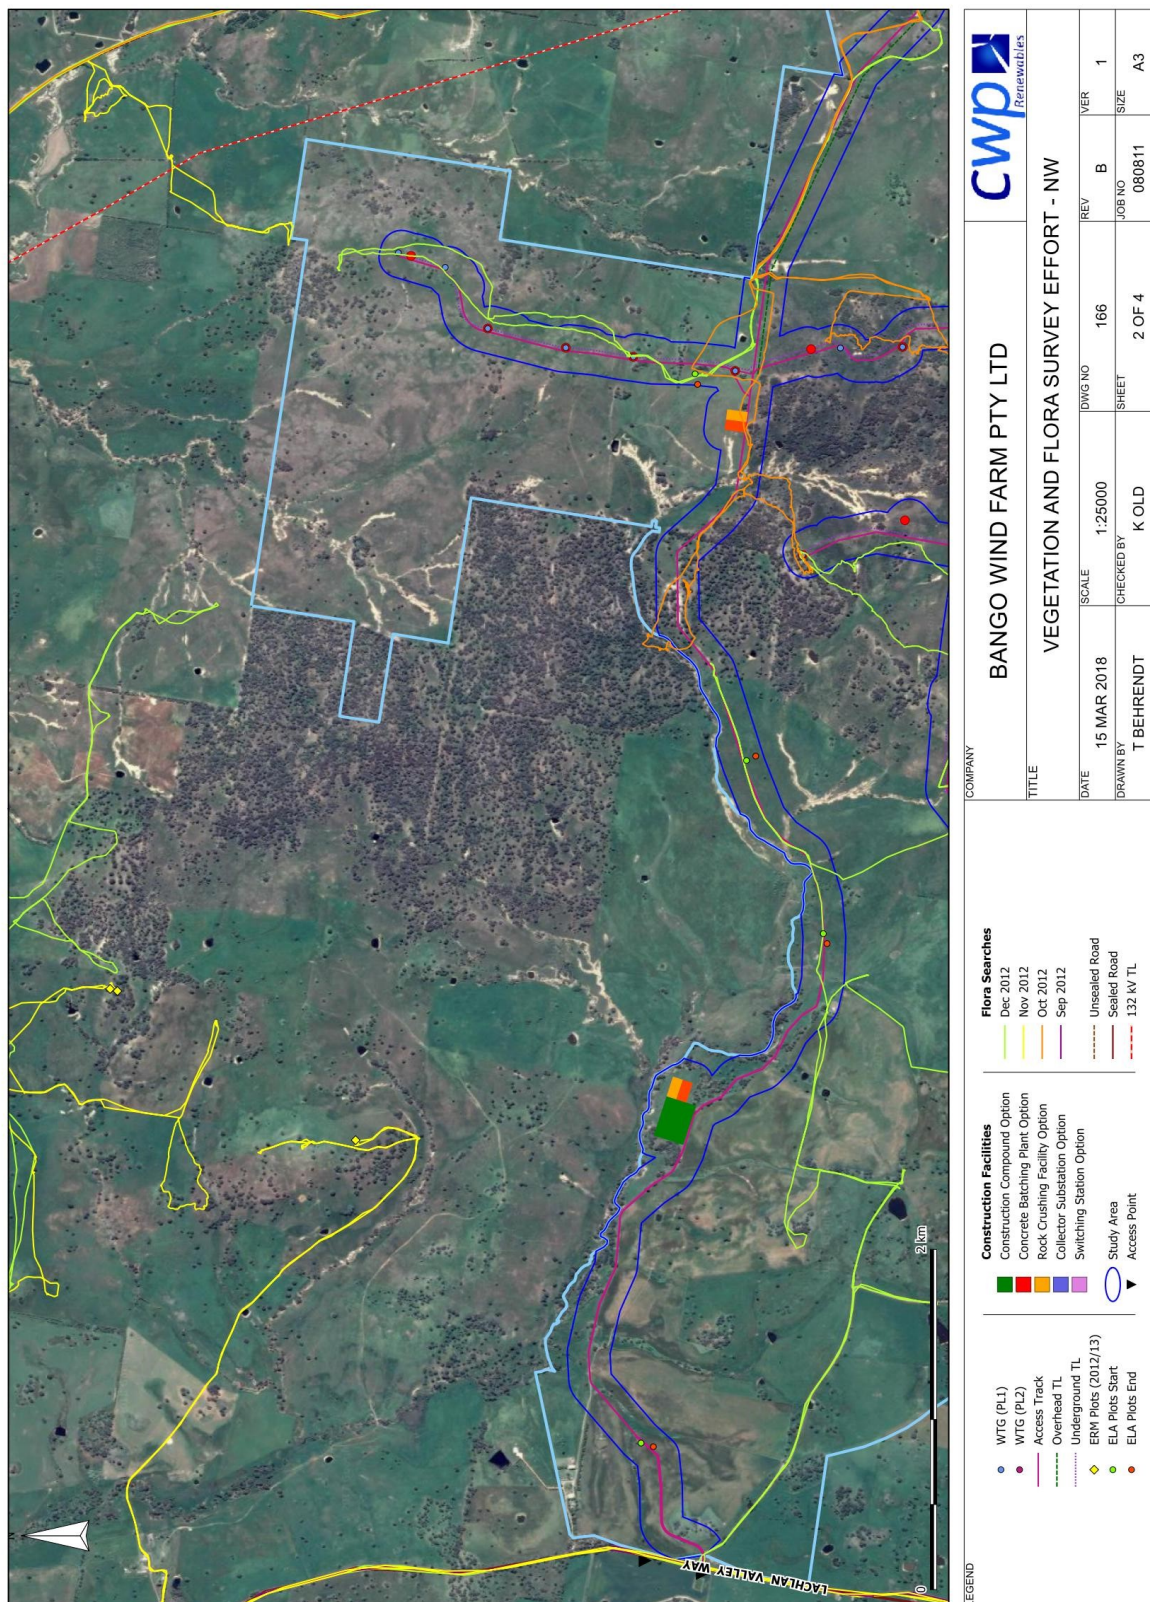 LACHLAN VALLEY WAY
0
2 km
LEGEND
WTG (PL1)
WTG (PL2)
Access Track
Overhead TL
Underground TL
ERM Plots (2012/13)
ELA Plots Start
ELA Plots End
Construction Facilities
Construction Compound Option
Concrete Batching Plant Option
Rock Crushing Facility Option
Collector Substation Option
Switching Station Option
Study Area
Access Point
Flora Searches
Dec 2012
Nov 2012
Oct 2012
Sep 2012
Unsealed Road
Sealed Road
132 kV TL
COMPANY
BANGO WIND FARM PTY LTD
cwp
Renewables
TITLE
VEGETATION AND FLORA SURVEY EFFORT - NW
DATE
15 MAR 2018
SCALE
1:25000
DWG NO
166
REV
B
VER
1
DRAWN BY
T BEHRENDT
CHECKED BY
K OLD
SHEET
2 OF 4
JOB NO
080811
SIZE
A3